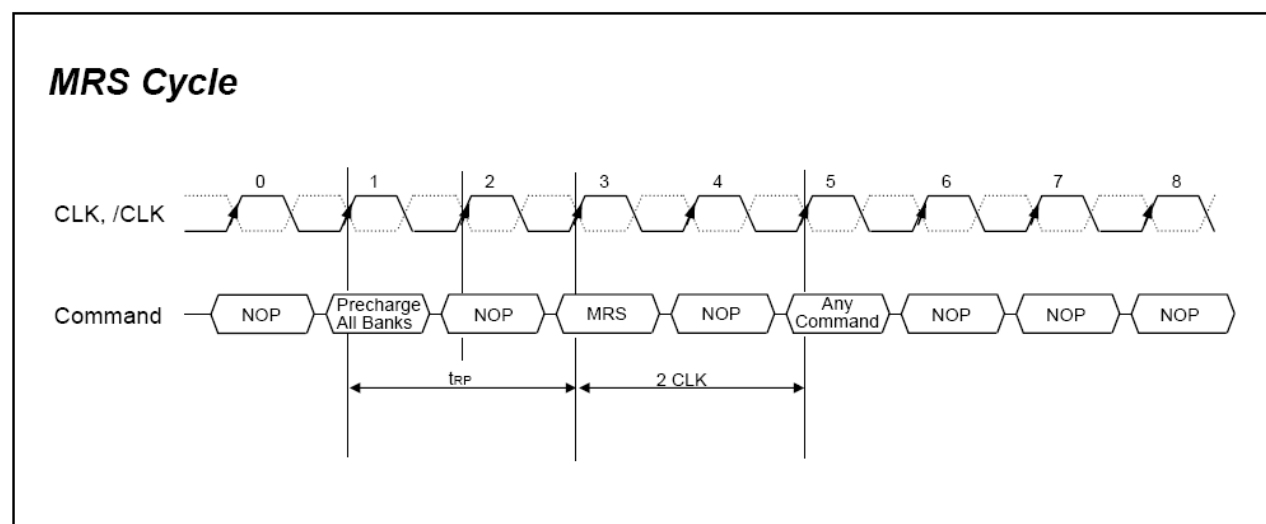 MRS Cycle
0 1 2 3 4 5 6 7 8
CLK, /CLK
Command
NOP
Precharge
All Banks
NOP
MRS
NOP
Any
Command
NOP
NOP
NOP
tRP
2 CLK